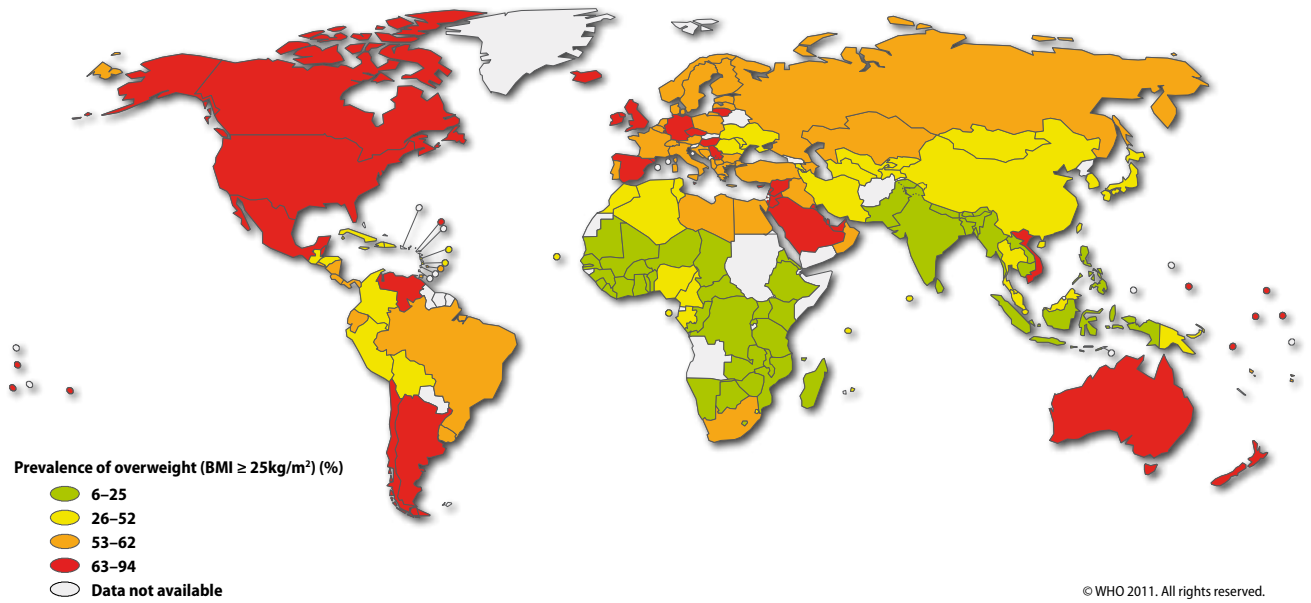 Prevalence of overweight (BMI ≥ 25kg/m²) (%)
6–25
26–52
53–62
63–94
Data not available
© WHO 2011. All rights reserved.